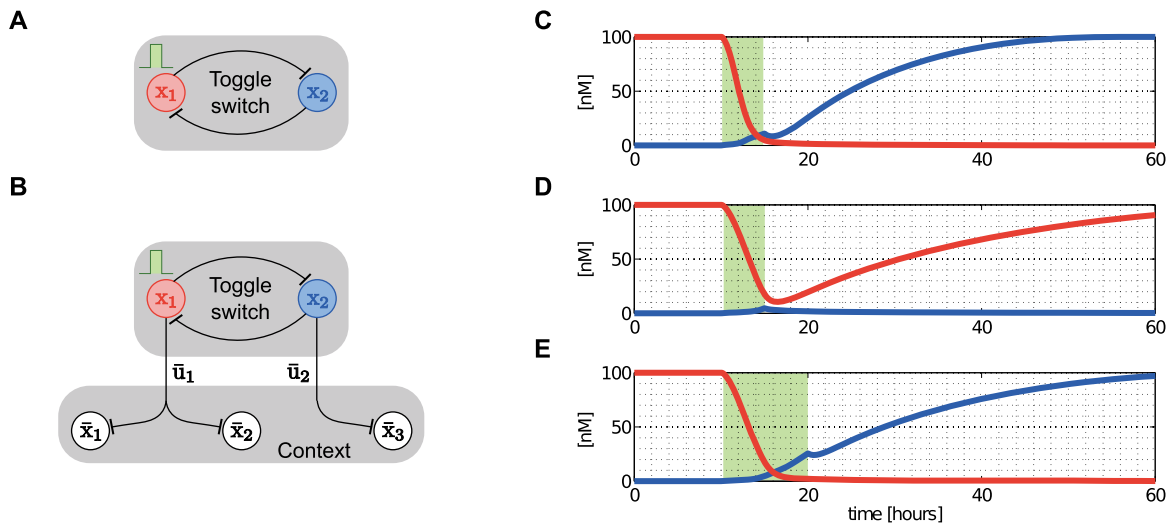 A
x₁
Toggle
switch
x₂
B
x₁
Toggle
switch
x₂
ū₁
ū₂
x̄₁
x̄₂
x̄₃
Context
C
[nM]
100
50
0
0
20
40
60
D
[nM]
100
50
0
0
20
40
60
E
[nM]
100
50
0
0
20
40
60
time [hours]